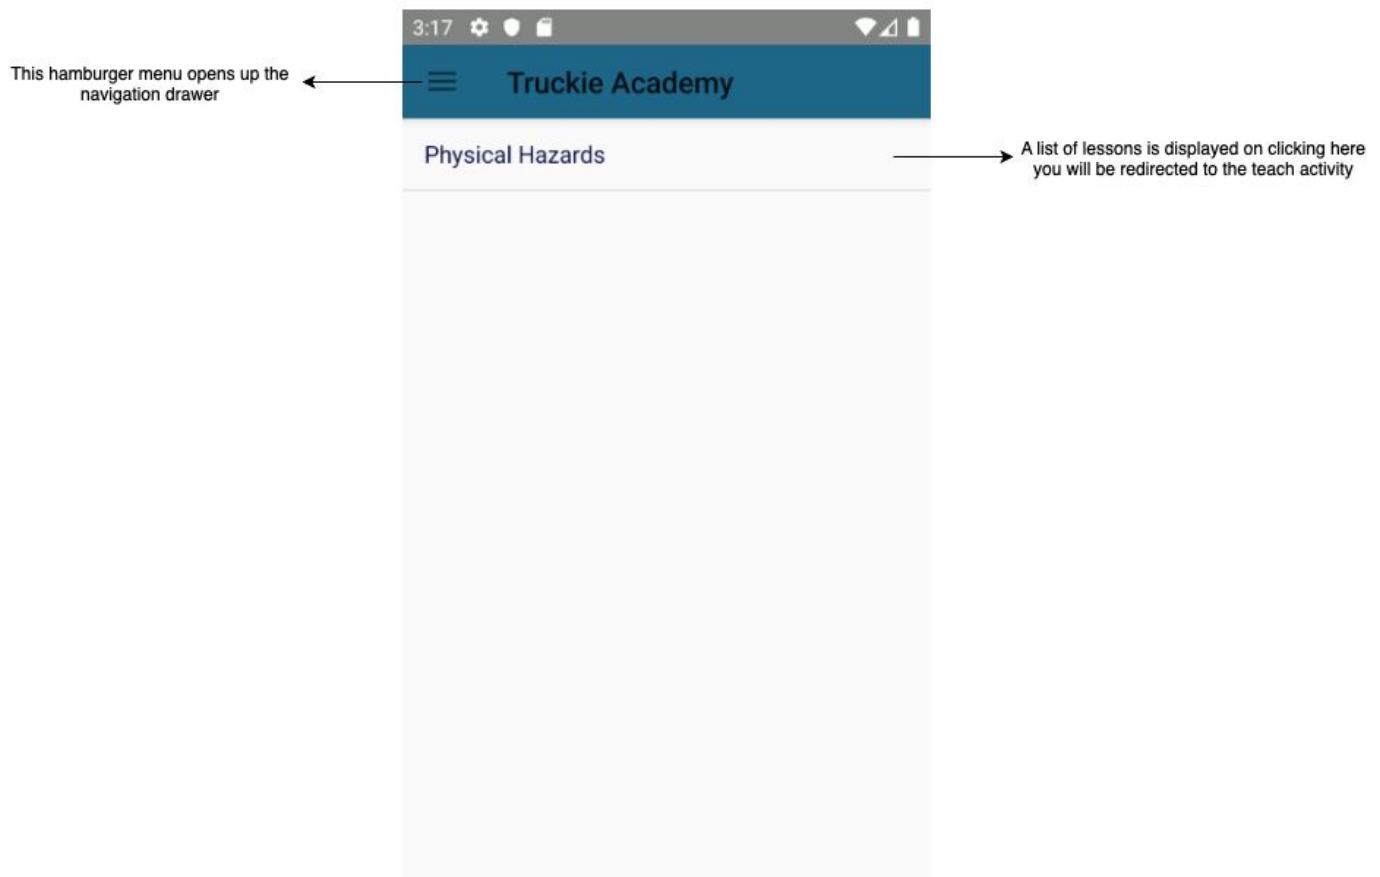 3:17
This hamburger menu opens up the
navigation drawer
Truckie Academy
Physical Hazards
A list of lessons is displayed on clicking here
you will be redirected to the teach activity